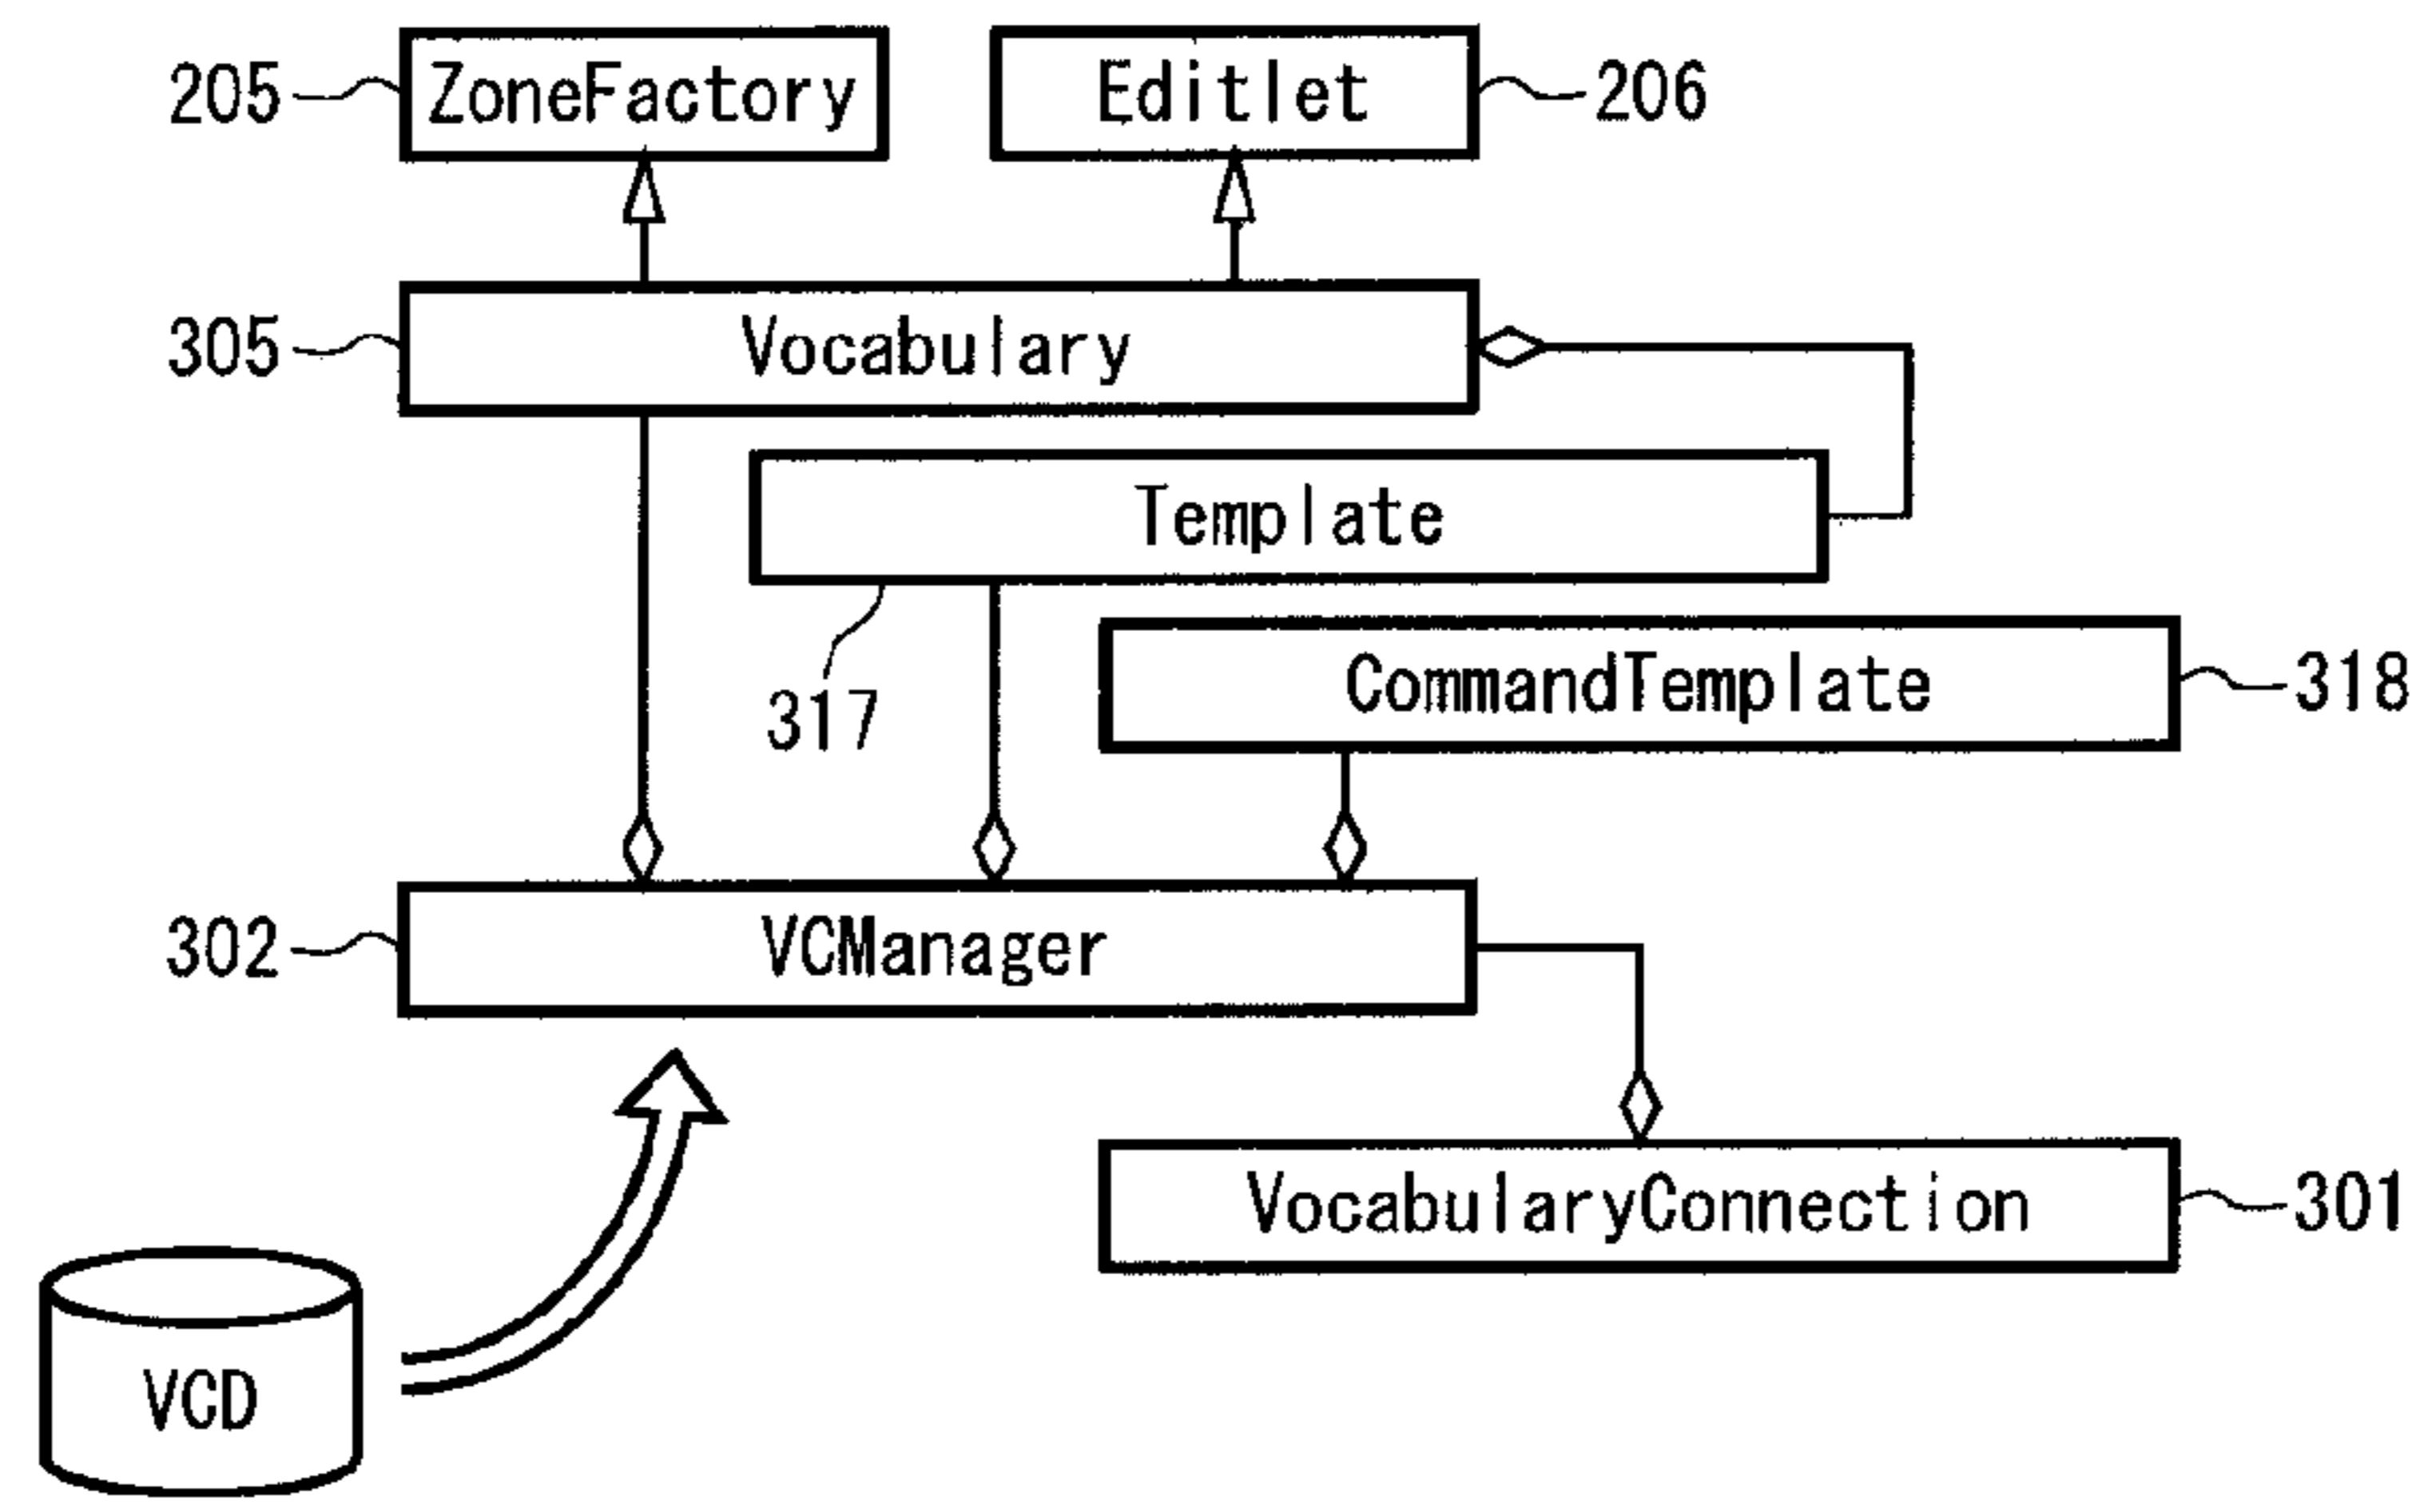 205 ZoneFactory Editlet 206
305 Vocabulary
Template
317
CommandTemplate 318
302 VCManager
VocabularyConnection 301
VCD